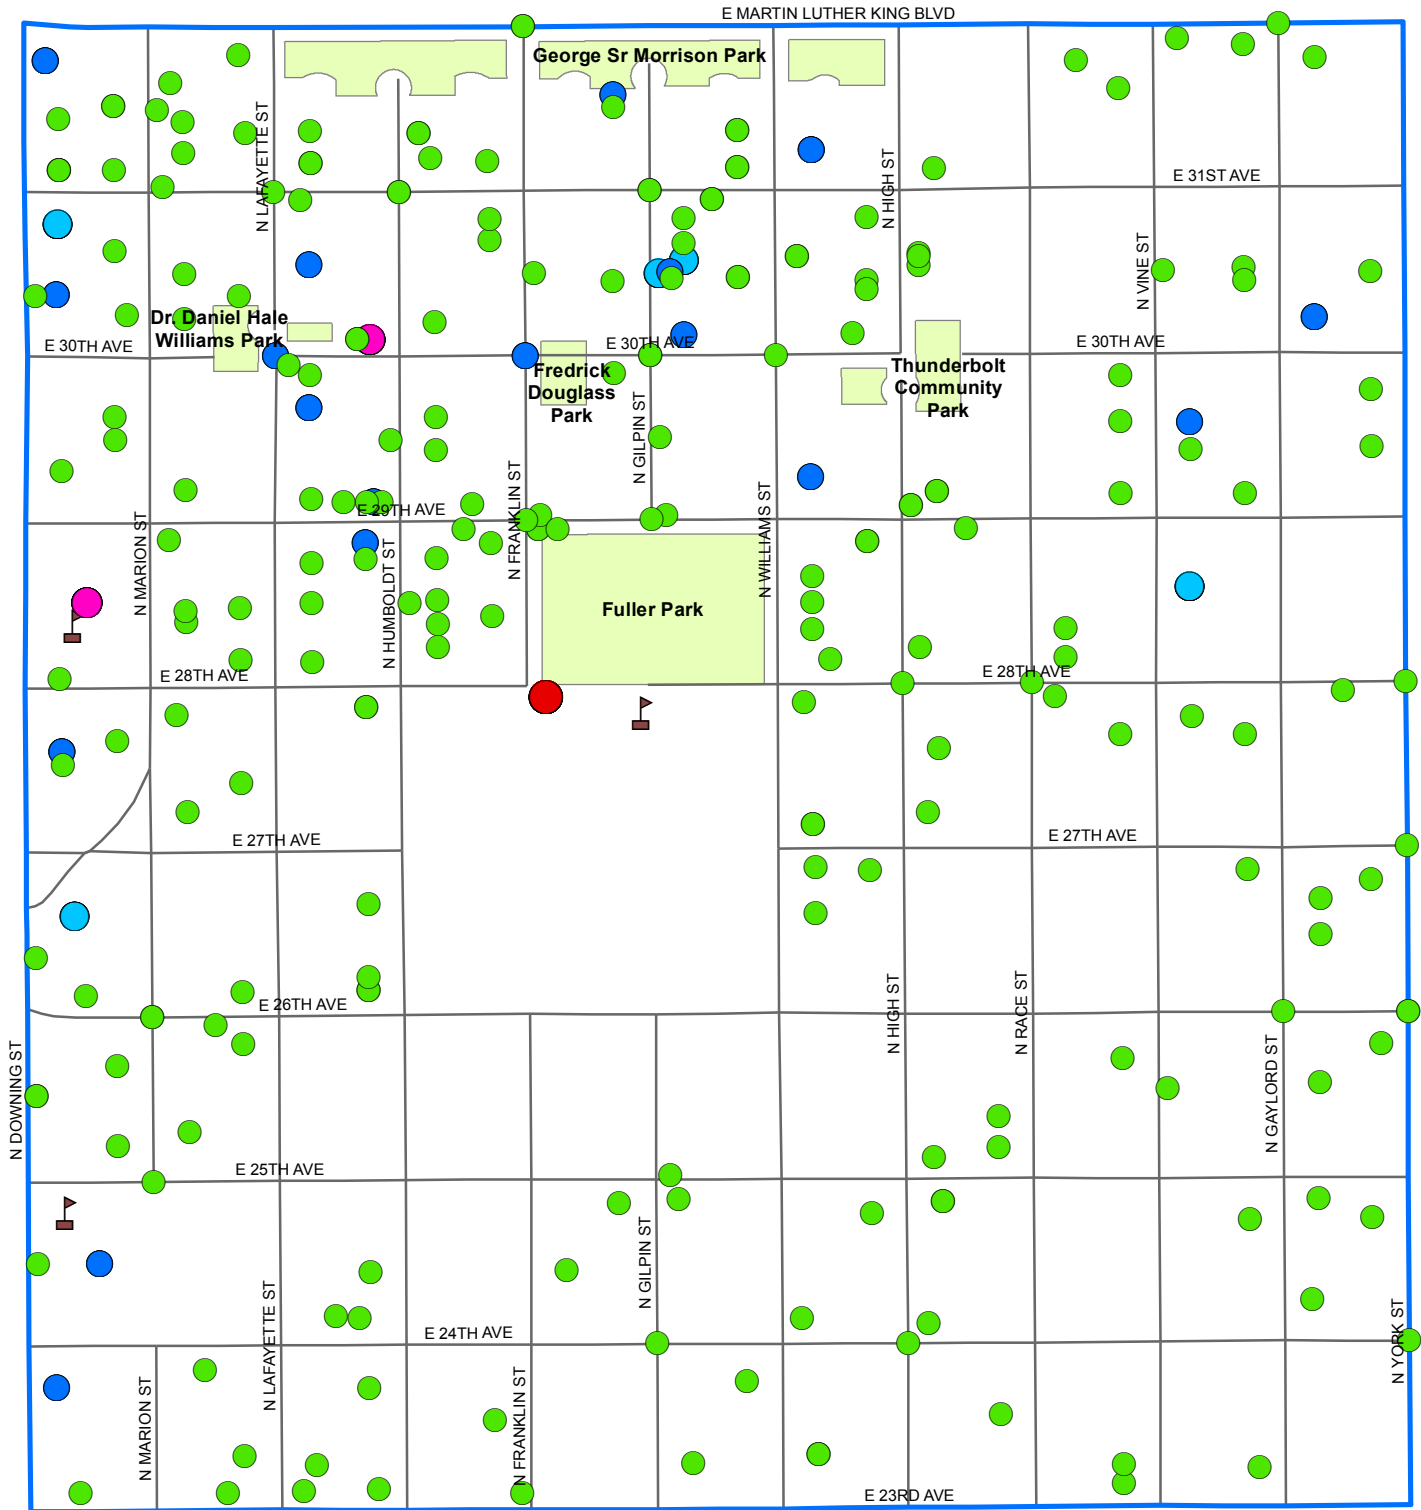 E MARTIN LUTHER KING BLVD
George Sr Morrison Park
N LAFAYETTE ST
N HIGH ST
E 31ST AVE
N VINE ST
Dr. Daniel Hale
Williams Park
E 30TH AVE
E 30TH AVE
E 30TH AVE
Fredrick
Douglass
Park
Thunderbolt
Community
Park
N GILPIN ST
N FRANKLIN ST
N WILLIAMS ST
E 29TH AVE
N MARION ST
N HUMBOLDT ST
Fuller Park
E 28TH AVE
E 28TH AVE
E 27TH AVE
E 27TH AVE
N HIGH ST
N RACE ST
E 26TH AVE
N DOWNING ST
N GAYLORD ST
E 25TH AVE
N GILPIN ST
N LAFAYETTE ST
N YORK ST
E 24TH AVE
N MARION ST
N FRANKLIN ST
E 23RD AVE